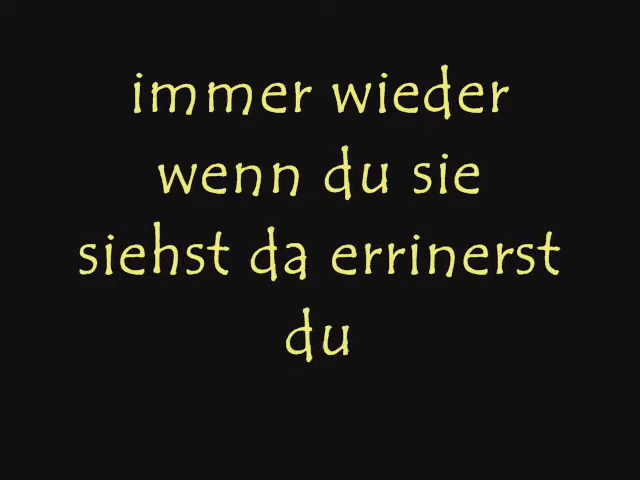 immer wieder
wenn du sie
siehst da errinerst
du